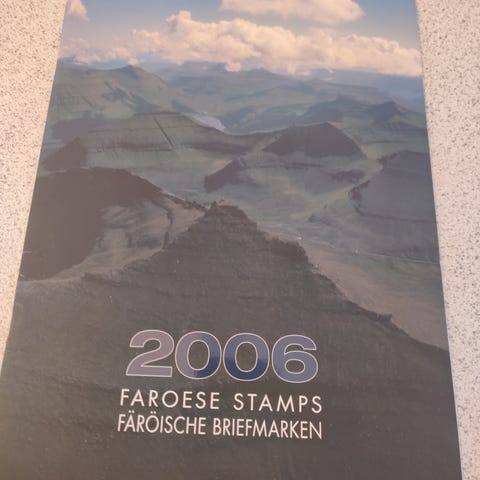 2006
FAROESE STAMPS
FÄRÖISCHE BRIEFMARKEN